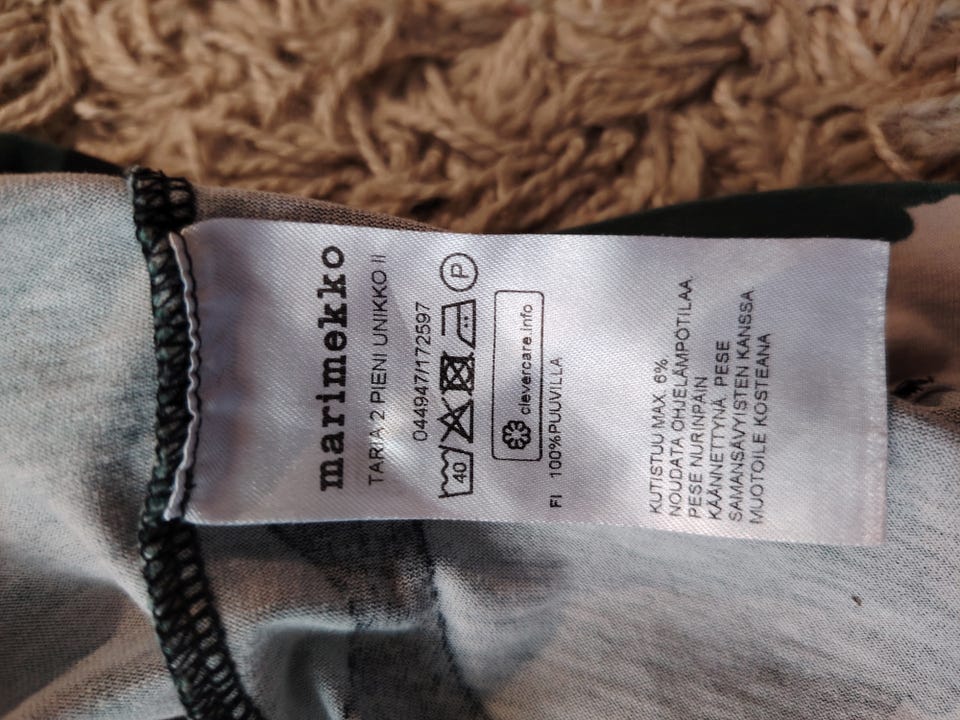 marimekko
TARIA 2 PIENI UNIKKO II
044947/172597
40 P
clevercare.info
FI 100%PUUVILLA
KUTISTUU MAX. 6%
NOUDATA OHJELÄMPÖTILAA.
PESE NURINPÄIN
KÄÄNNETTYNÄ PESE
SAMANSÄVYISTEN KANSSA
MUOTOILE KOSTEANA